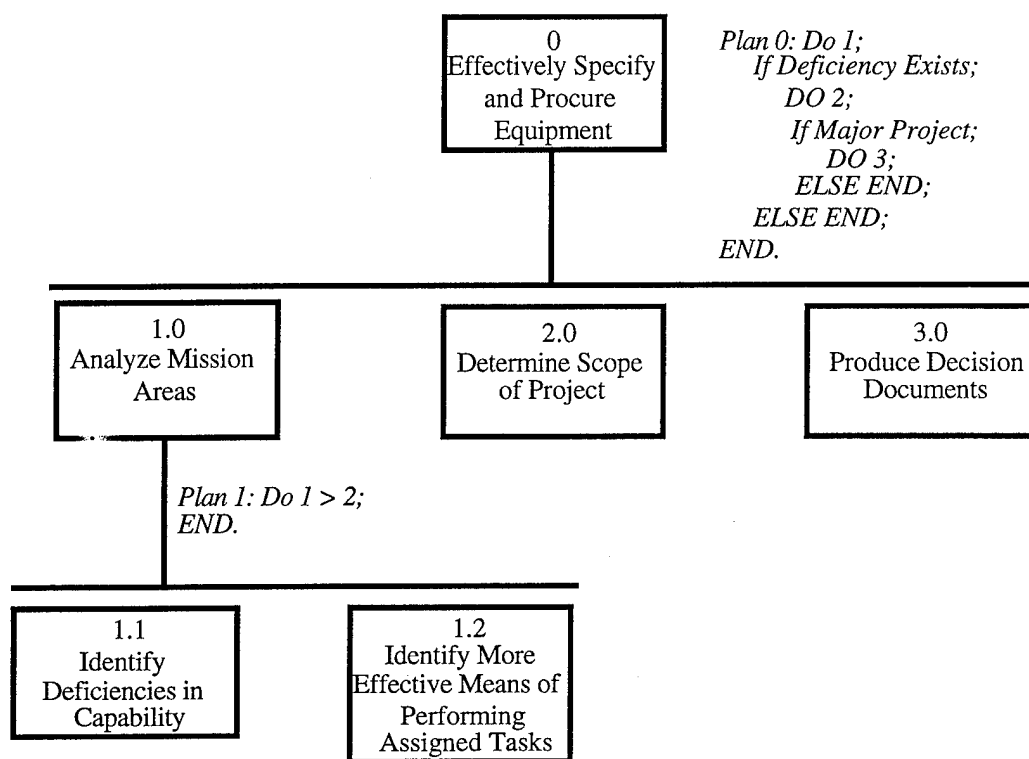 0
Effectively Specify
and Procure
Equipment
Plan 0: Do 1;
If Deficiency Exists;
DO 2;
If Major Project;
DO 3;
ELSE END;
ELSE END;
END.
1.0
Analyze Mission
Areas
2.0
Determine Scope
of Project
3.0
Produce Decision
Documents
Plan 1: Do 1 > 2;
END.
1.1
Identify
Deficiencies in
Capability
1.2
Identify More
Effective Means of
Performing
Assigned Tasks